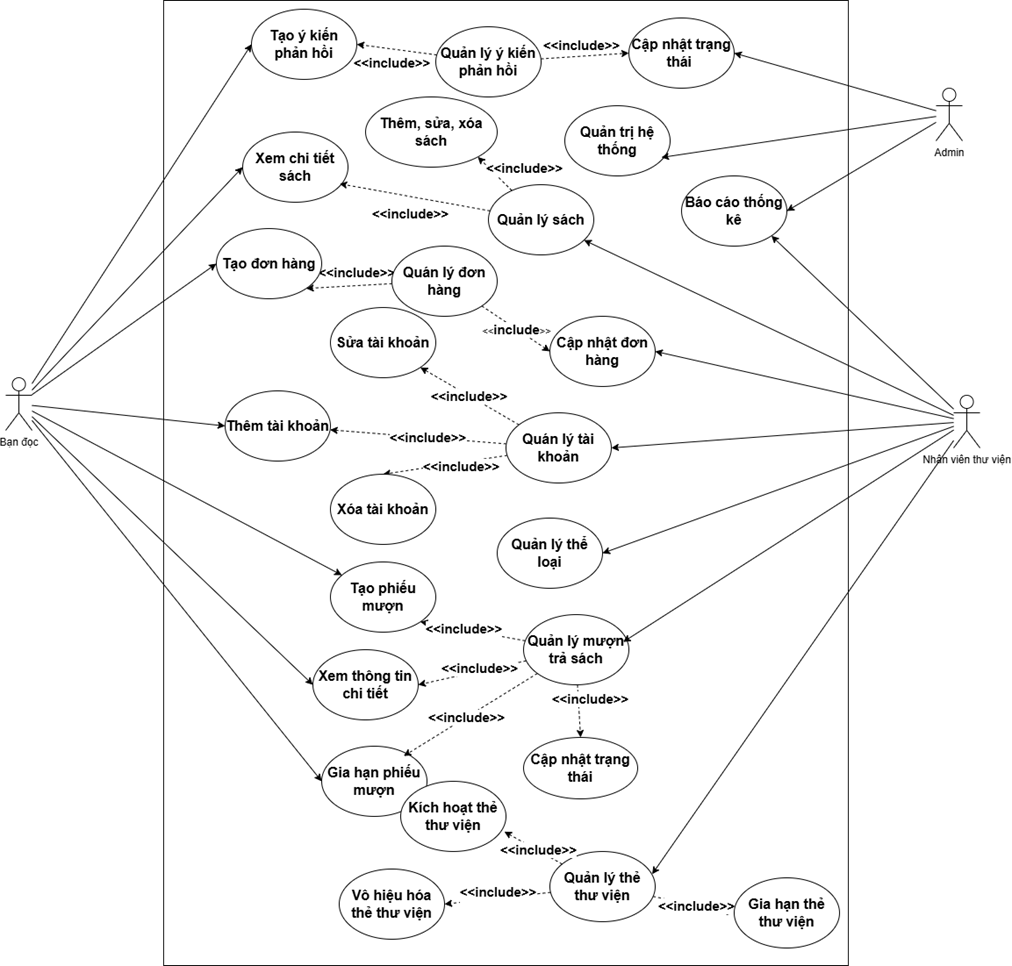 Tạo ý kiến
phản hồi
<<include>>
Quản lý ý kiến
phản hồi
<<include>>
Cập nhật trạng
thái
Admin
Thêm, sửa, xóa
sách
Quản trị hệ
thống
<<include>>
Xem chi tiết
sách
<<include>>
Quản lý sách
Báo cáo thống
kê
Tạo đơn hàng
<<include>>
Quán lý đơn
hàng
<<include>>
Sửa tài khoản
Cập nhật đơn
hàng
<<include>>
Bạn đọc
Thêm tài khoản
<<include>>
Quán lý tài
khoản
<<include>>
Nhận viên thư viện
Xóa tài khoản
Quản lý thể
loại
Tạo phiếu
mượn
<<include>>
Quản lý mượn
trả sách
Xem thông tin
chi tiết
<<include>>
<<include>>
<<include>>
Cập nhật trạng
thái
Gia hạn phiếu
mượn
Kích hoạt thẻ
thư viện
<<include>>
Vô hiệu hóa
thẻ thư viện
<<include>>
Quản lý thẻ
thư viện
<<include>>
Gia hạn thẻ
thư viện